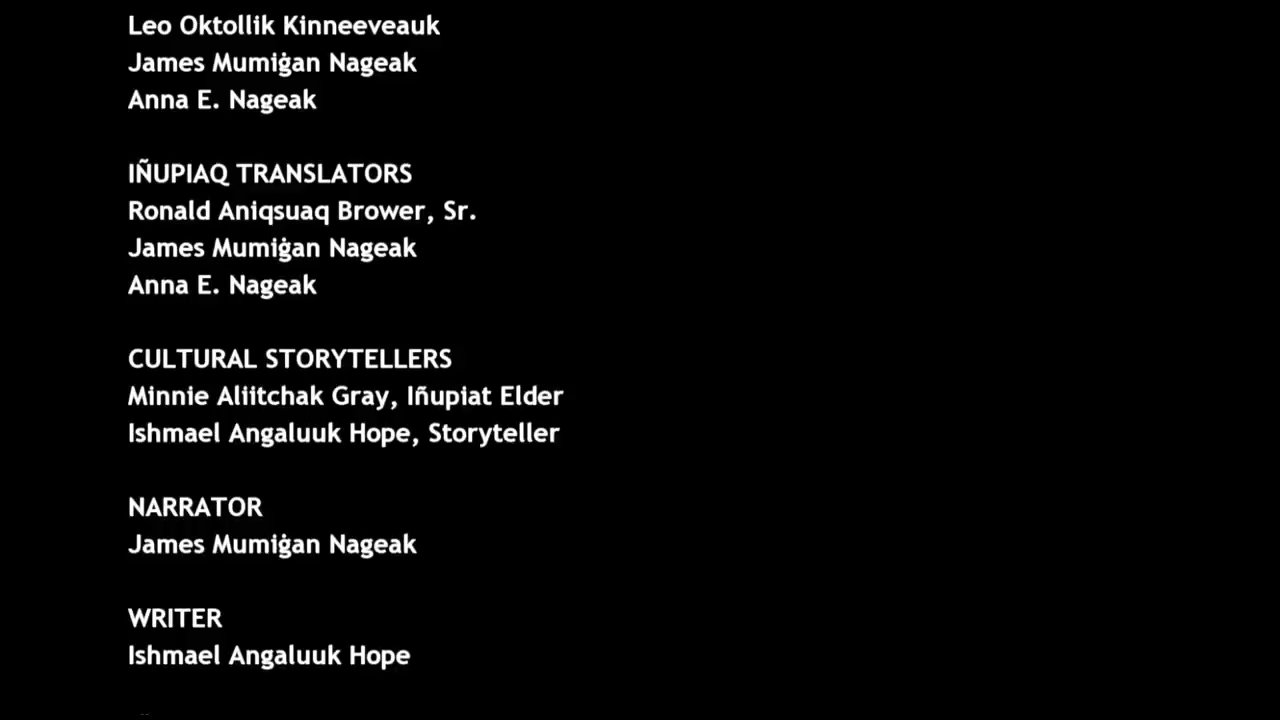 Leo Oktollik Kinneeveauk
James Mumiġan Nageak
Anna E. Nageak
IÑUPIAQ TRANSLATORS
Ronald Aniqsuaq Brower, Sr.
James Mumiġan Nageak
Anna E. Nageak
CULTURAL STORYTELLERS
Minnie Aliitchak Gray, Iñupiat Elder
Ishmael Angaluuk Hope, Storyteller
NARRATOR
James Mumiġan Nageak
WRITER
Ishmael Angaluuk Hope